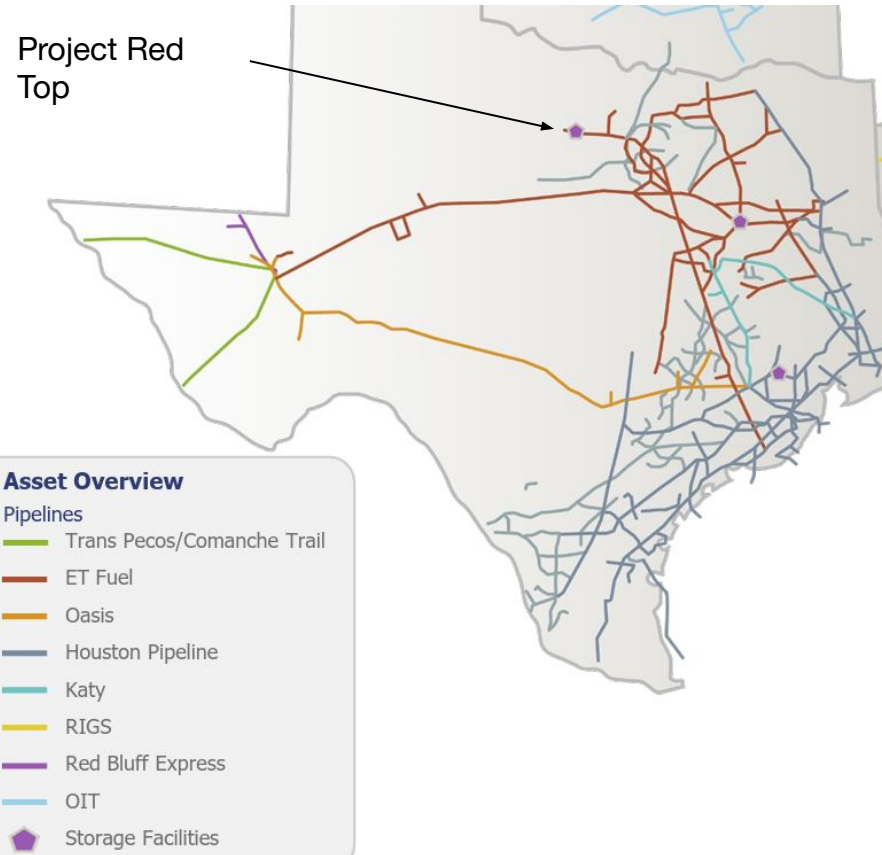 Project Red
Top
Asset Overview
Pipelines
Trans Pecos/Comanche Trail
ET Fuel
Oasis
Houston Pipeline
Katy
RIGS
Red Bluff Express
OIT
Storage Facilities